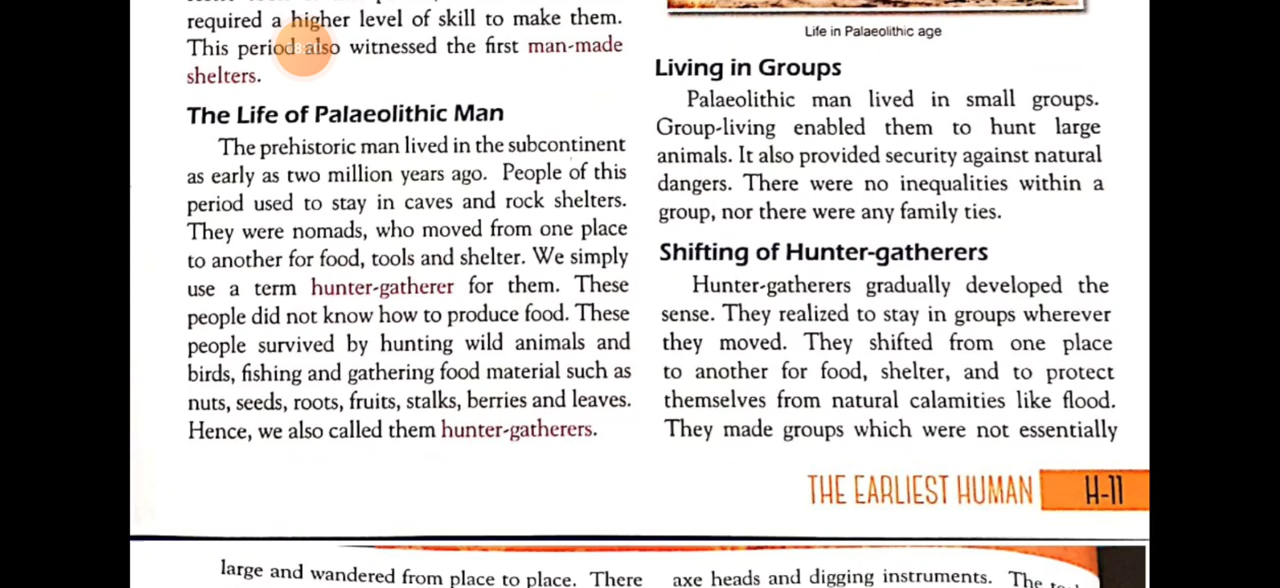 required a higher level of skill to make them.
This period also witnessed the first man-made
shelters.
The Life of Palaeolithic Man
The prehistoric man lived in the subcontinent
as early as two million years ago. People of this
period used to stay in caves and rock shelters.
They were nomads, who moved from one place
to another for food, tools and shelter. We simply
use a term hunter-gatherer for them. These
people did not know how to produce food. These
people survived by hunting wild animals and
birds, fishing and gathering food material such as
nuts, seeds, roots, fruits, stalks, berries and leaves.
Hence, we also called them hunter-gatherers.
Life in Palaeolithic age
Living in Groups
Palaeolithic man lived in small groups.
Group-living enabled them to hunt large
animals. It also provided security against natural
dangers. There were no inequalities within a
group, nor there were any family ties.
Shifting of Hunter-gatherers
Hunter-gatherers gradually developed the
sense. They realized to stay in groups wherever
they moved. They shifted from one place
to another for food, shelter, and to protect
themselves from natural calamities like flood.
They made groups which were not essentially
THE EARLIEST HUMAN H-11
large and wandered from place to place. There
axe heads and digging instruments. The